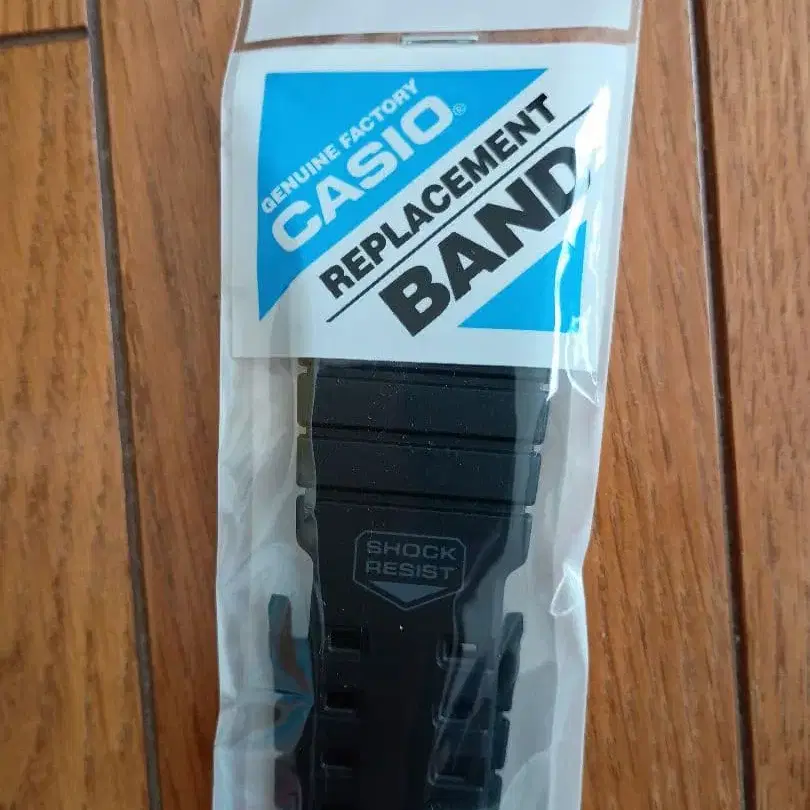 GENUINE FACTORY
CASIO®
REPLACEMENT
BAND
SHOCK
RESIST